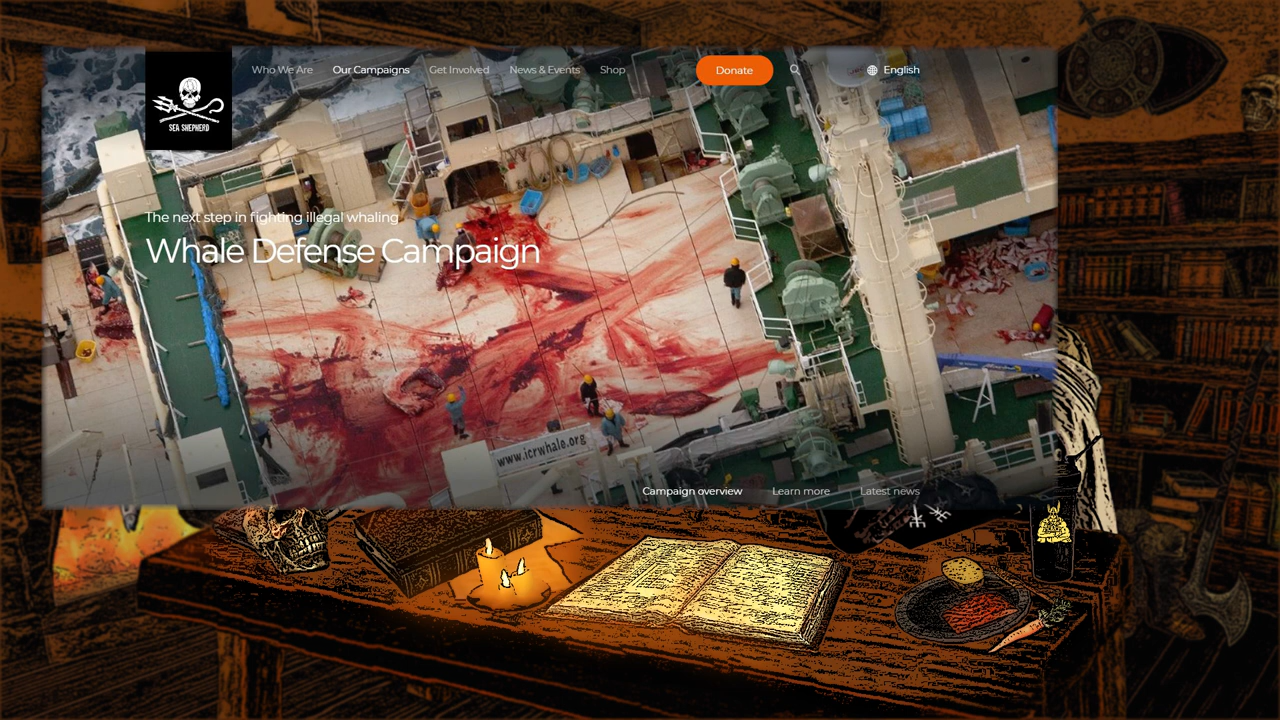 Who We Are
Our Campaigns
Get Involved
News & Events
Shop
Donate
English
SEA SHEPHERD
The next step in fighting illegal whaling
Whale Defense Campaign
www.icrwhale.org
Campaign overview
Learn more
Latest news